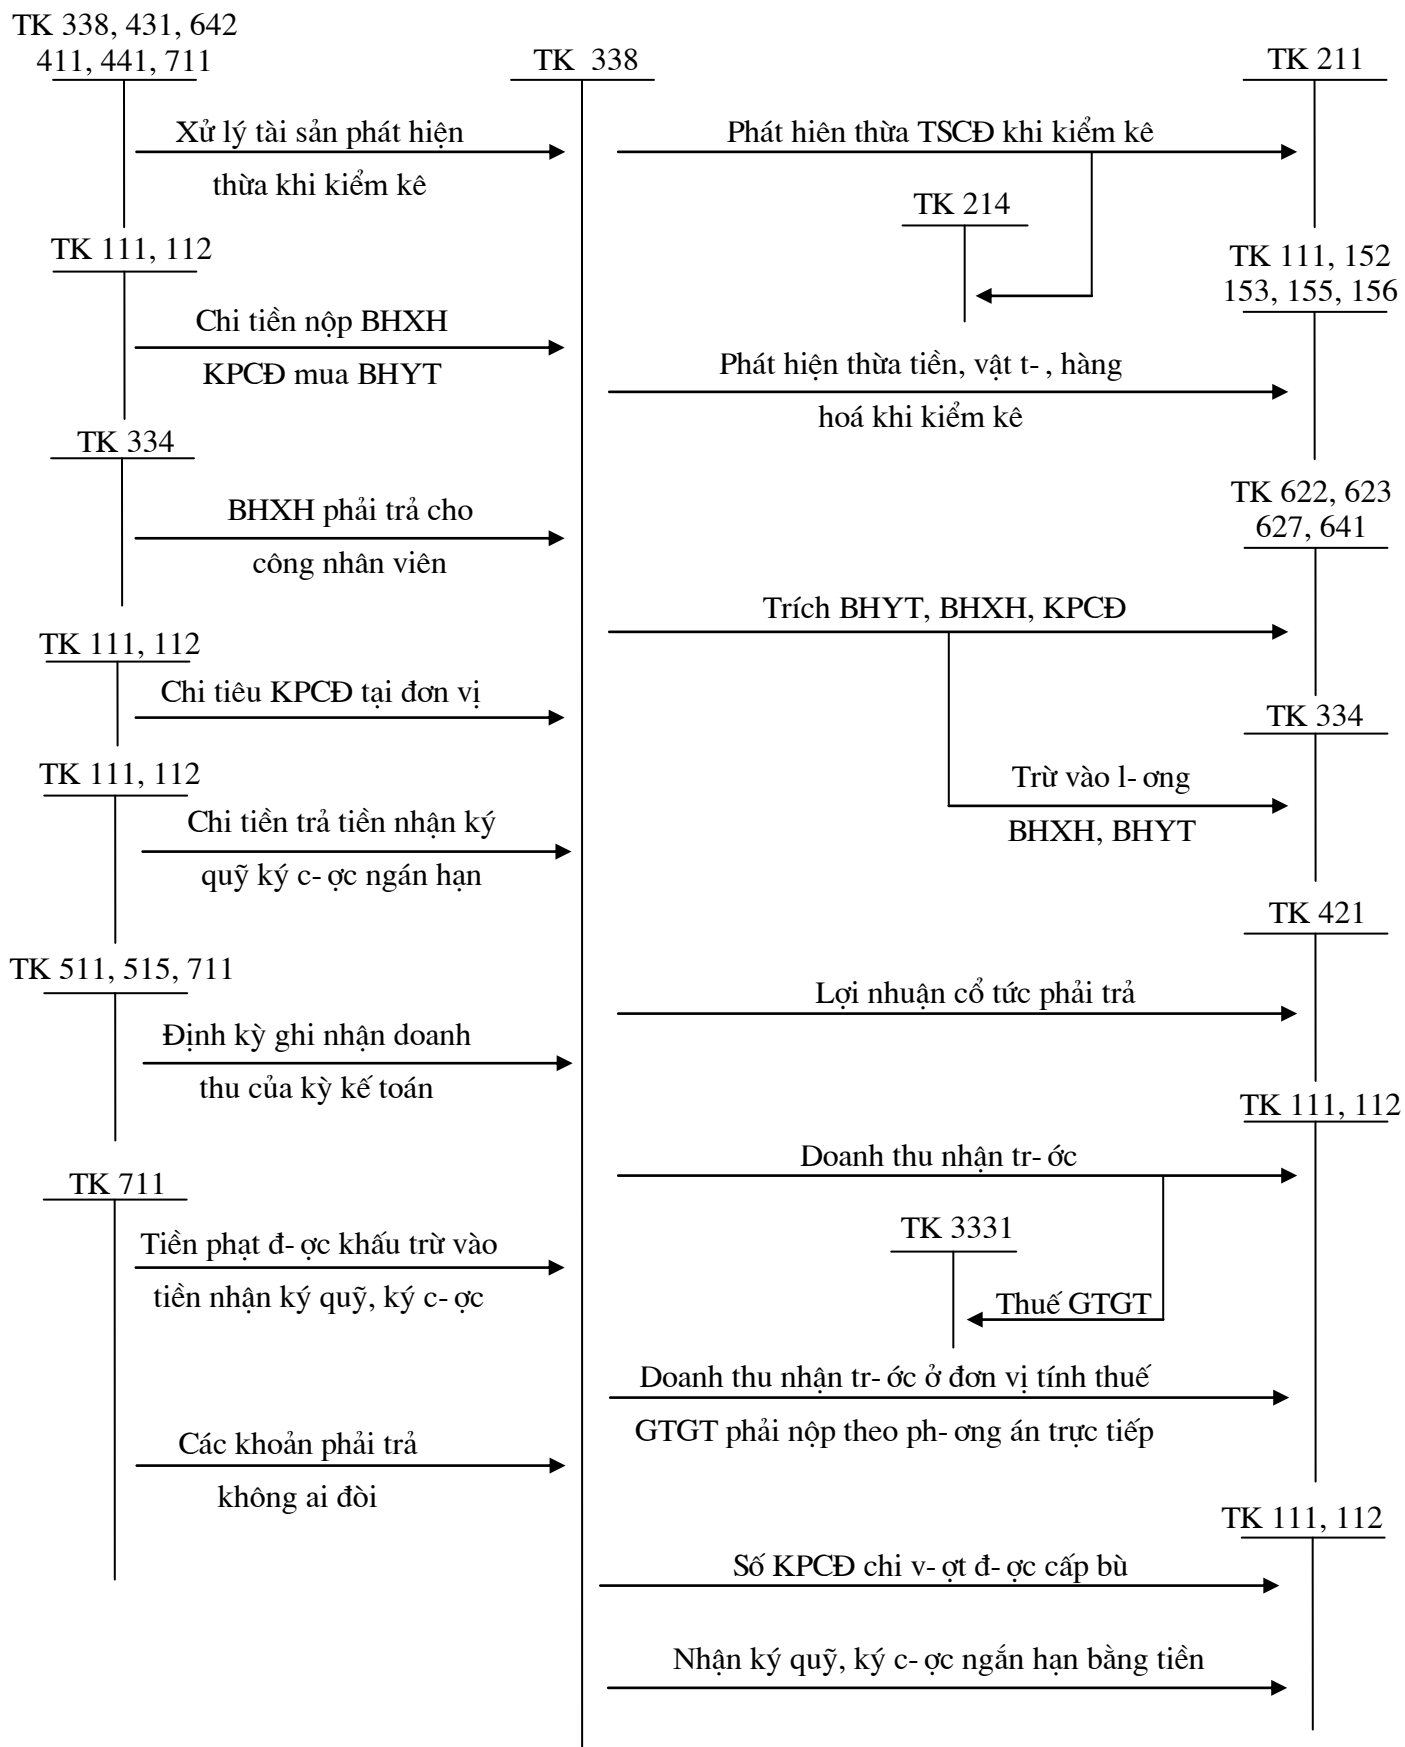 TK 338, 431, 642
411, 441, 711
TK 338
TK 211
Xử lý tài sản phát hiện
thừa khi kiểm kê
Phát hiên thừa TSCĐ khi kiểm kê
TK 214
TK 111, 112
TK 111, 152
153, 155, 156
Chi tiền nộp BHXH
KPCĐ mua BHYT
Phát hiện thừa tiền, vật t- , hàng
hoá khi kiểm kê
TK 334
TK 622, 623
627, 641
BHXH phải trả cho
công nhân viên
Trích BHYT, BHXH, KPCĐ
TK 111, 112
Chi tiêu KPCĐ tại đơn vị
TK 334
TK 111, 112
Trừ vào l- ơng
BHXH, BHYT
Chi tiền trả tiền nhận ký
quỹ ký c- ợc ngán hạn
TK 421
TK 511, 515, 711
Lợi nhuận cổ tức phải trả
Định kỳ ghi nhận doanh
thu của kỳ kế toán
TK 111, 112
Doanh thu nhận tr- ớc
TK 711
TK 3331
Tiền phạt đ- ợc khấu trừ vào
tiền nhận ký quỹ, ký c- ợc
Thuế GTGT
Doanh thu nhận tr- ớc ở đơn vị tính thuế
GTGT phải nộp theo ph- ơng án trực tiếp
Các khoản phải trả
không ai đòi
TK 111, 112
Số KPCĐ chi v- ợt đ- ợc cấp bù
Nhận ký quỹ, ký c- ợc ngắn hạn bằng tiền